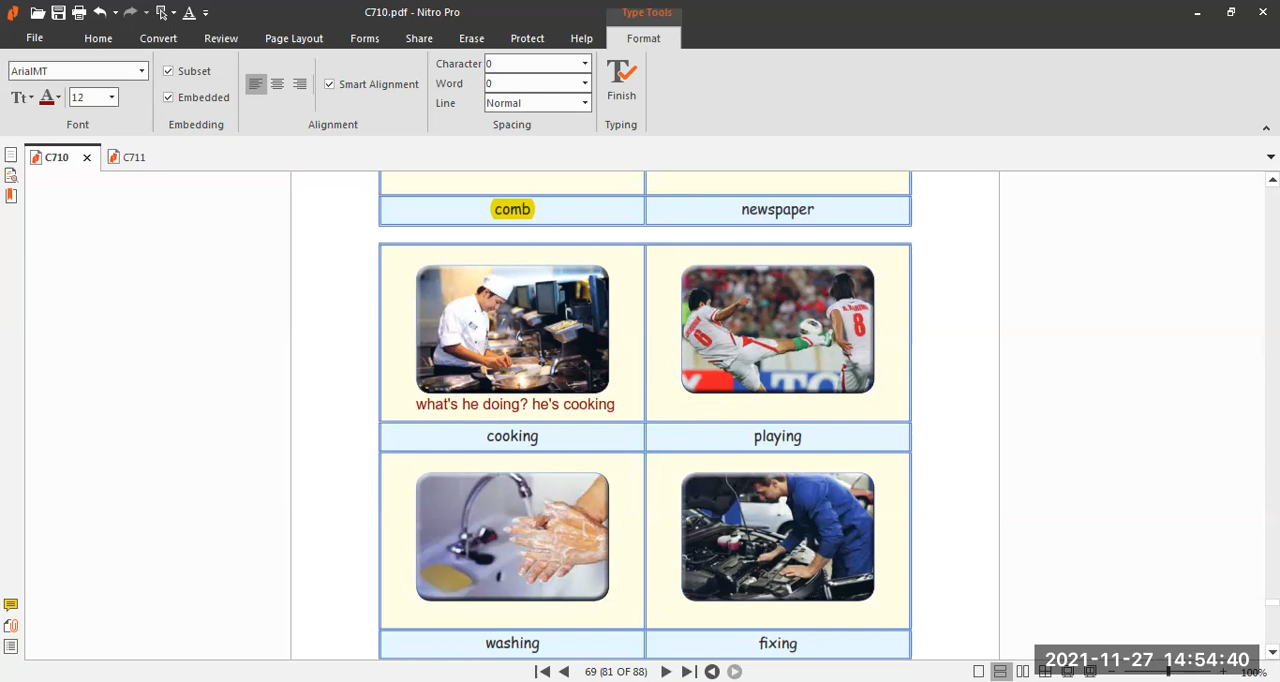 C710.pdf - Nitro Pro
Type Tools
File Home Convert Review Page Layout Forms Share Erase Protect Help Format
ArialMT
12
Font
Subset
Embedded
Embedding
Smart Alignment
Alignment
Character 0
Word 0
Line Normal
Spacing
Finish
Typing
C710
C711
comb newspaper
8
8
what's he doing? he's cooking
cooking playing
washing fixing
69 (81 OF 88)
100%
2021-11-27 14:54:40